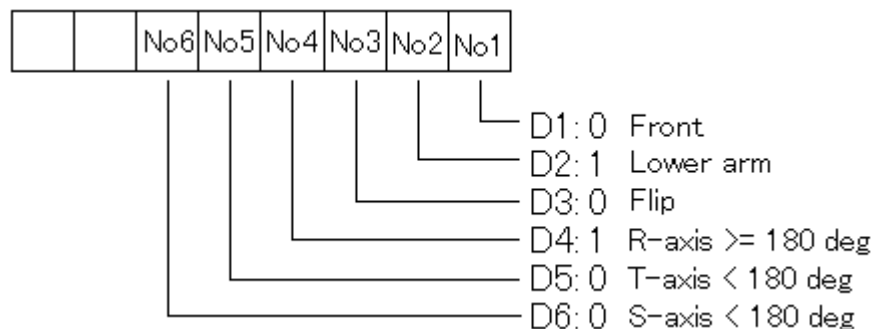 No6 No5 No4 No3 No2 No1
D1: 0 Front
D2: 1 Lower arm
D3: 0 Flip
D4: 1 R-axis >= 180 deg
D5: 0 T-axis < 180 deg
D6: 0 S-axis < 180 deg